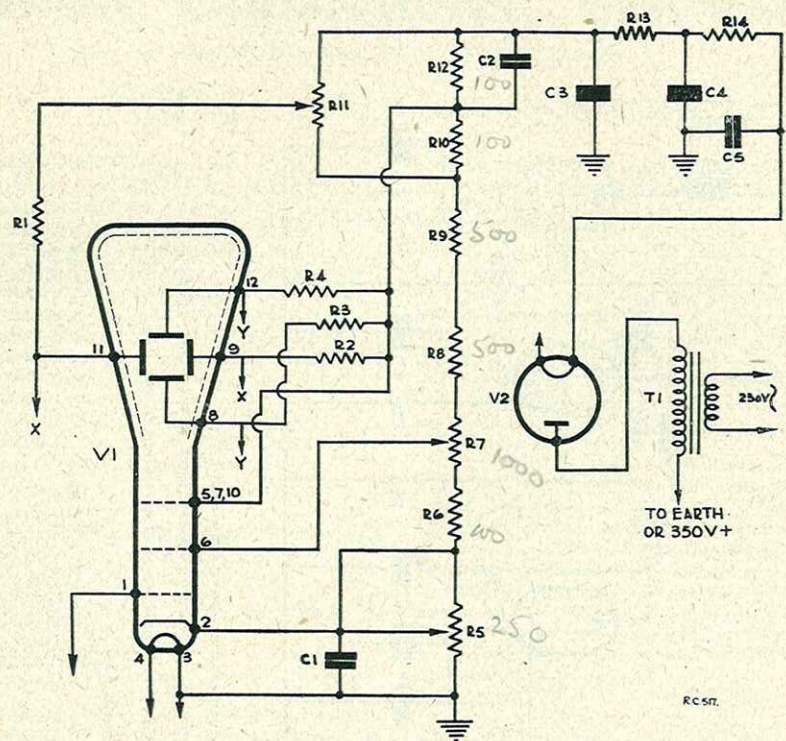 R13
R14
R12
C2
100
R11
C3
C4
C5
R10
100
R1
R9
500
12
R4
R3
Y
11
9
R2
X
X
8
Y
R8
500
V2
T1
230V
V1
R7
1000
5,7,10
R6
6
TO EARTH
OR 350V+
1
2
R5
250
C1
4
3
R.C.517.